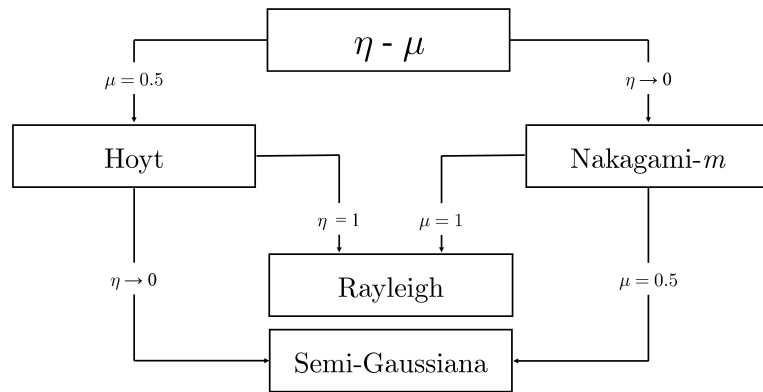 η - μ
μ = 0.5
η → 0
Hoyt
Nakagami-m
η = 1
μ = 1
η → 0
Rayleigh
μ = 0.5
Semi-Gaussiana